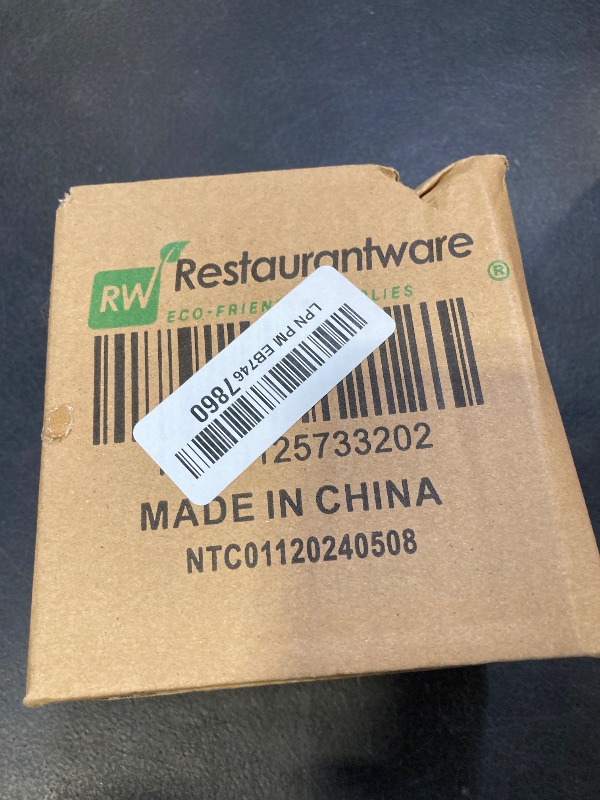 RW Restaurantware ®
ECO-FRIEN LIES
LPN PM EB7467860
125733202
MADE IN CHINA
NTC01120240508